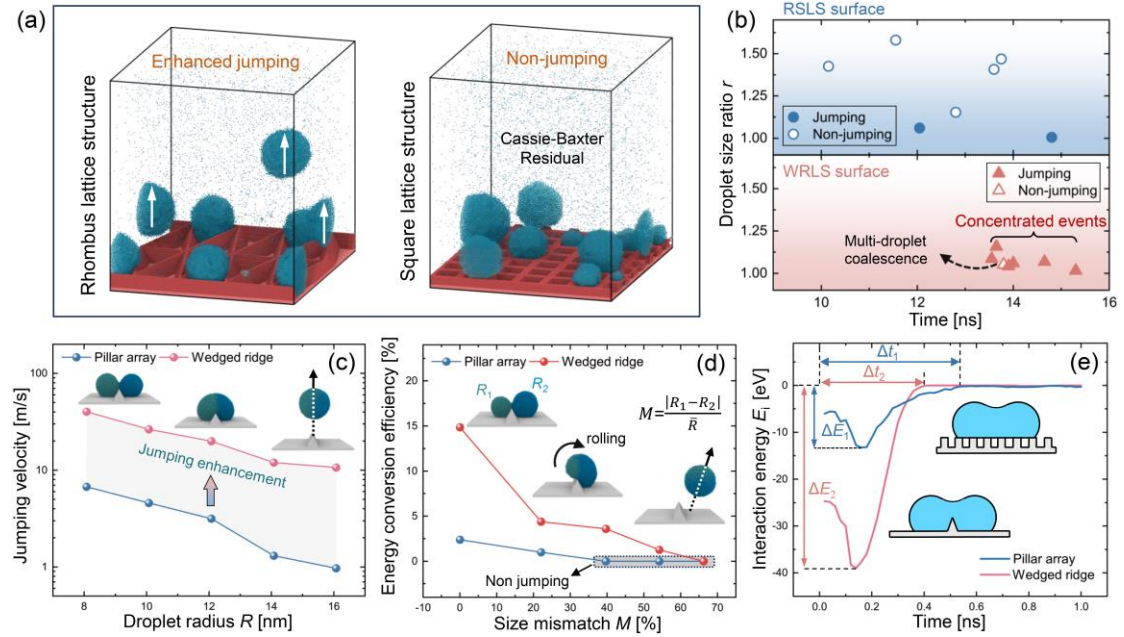 (a)
Rhombus lattice structure
Enhanced jumping
Square lattice structure
Non-jumping
Cassie-Baxter
Residual
(b)
RSLS surface
Droplet size ratio r
1.50
1.25
1.00
Jumping
Non-jumping
WRLS surface
1.50
1.25
1.00
Jumping
Non-jumping
Concentrated events
Multi-droplet
coalescence
10
12
14
16
Time [ns]
(c)
Pillar array
Wedged ridge
Jumping velocity [m/s]
100
10
1
Jumping enhancement
8
10
12
14
16
Droplet radius R [nm]
(d)
Pillar array
Wedged ridge
Energy conversion efficiency [%]
20
15
10
5
0
R₁
R₂
M=|R₁−R₂|/R̄
rolling
Non jumping
-10
0
10
20
30
40
50
60
70
80
Size mismatch M [%]
(e)
Interaction energy Eᵢ [eV]
0
-10
-20
-30
-40
Δt₁
Δt₂
ΔE₁
ΔE₂
Pillar array
Wedged ridge
0.0
0.2
0.4
0.6
0.8
1.0
Time [ns]